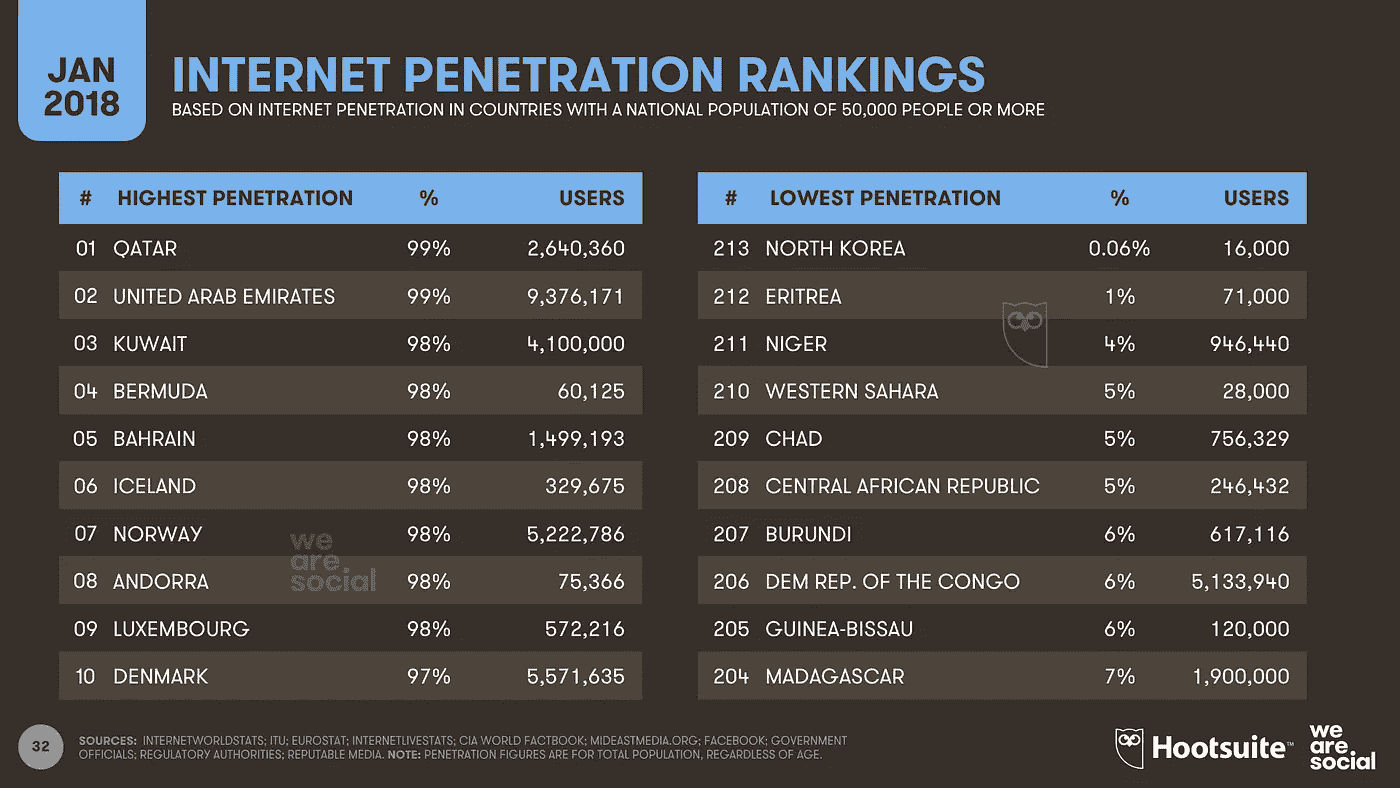 JAN
2018
INTERNET PENETRATION RANKINGS
BASED ON INTERNET PENETRATION IN COUNTRIES WITH A NATIONAL POPULATION OF 50,000 PEOPLE OR MORE
# HIGHEST PENETRATION % USERS
01 QATAR 99% 2,640,360
02 UNITED ARAB EMIRATES 99% 9,376,171
03 KUWAIT 98% 4,100,000
04 BERMUDA 98% 60,125
05 BAHRAIN 98% 1,499,193
06 ICELAND 98% 329,675
07 NORWAY 98% 5,222,786
08 ANDORRA 98% 75,366
09 LUXEMBOURG 98% 572,216
10 DENMARK 97% 5,571,635
we
are
social
# LOWEST PENETRATION % USERS
213 NORTH KOREA 0.06% 16,000
212 ERITREA 1% 71,000
211 NIGER 4% 946,440
210 WESTERN SAHARA 5% 28,000
209 CHAD 5% 756,329
208 CENTRAL AFRICAN REPUBLIC 5% 246,432
207 BURUNDI 6% 617,116
206 DEM REP. OF THE CONGO 6% 5,133,940
205 GUINEA-BISSAU 6% 120,000
204 MADAGASCAR 7% 1,900,000
32
SOURCES: INTERNETWORLDSTATS; ITU; EUROSTAT; INTERNETLIVESTATS; CIA WORLD FACTBOOK; MIDEASTMEDIA.ORG; FACEBOOK; GOVERNMENT
OFFICIALS; REGULATORY AUTHORITIES; REPUTABLE MEDIA. NOTE: PENETRATION FIGURES ARE FOR TOTAL POPULATION, REGARDLESS OF AGE.
Hootsuite™
we
are
social